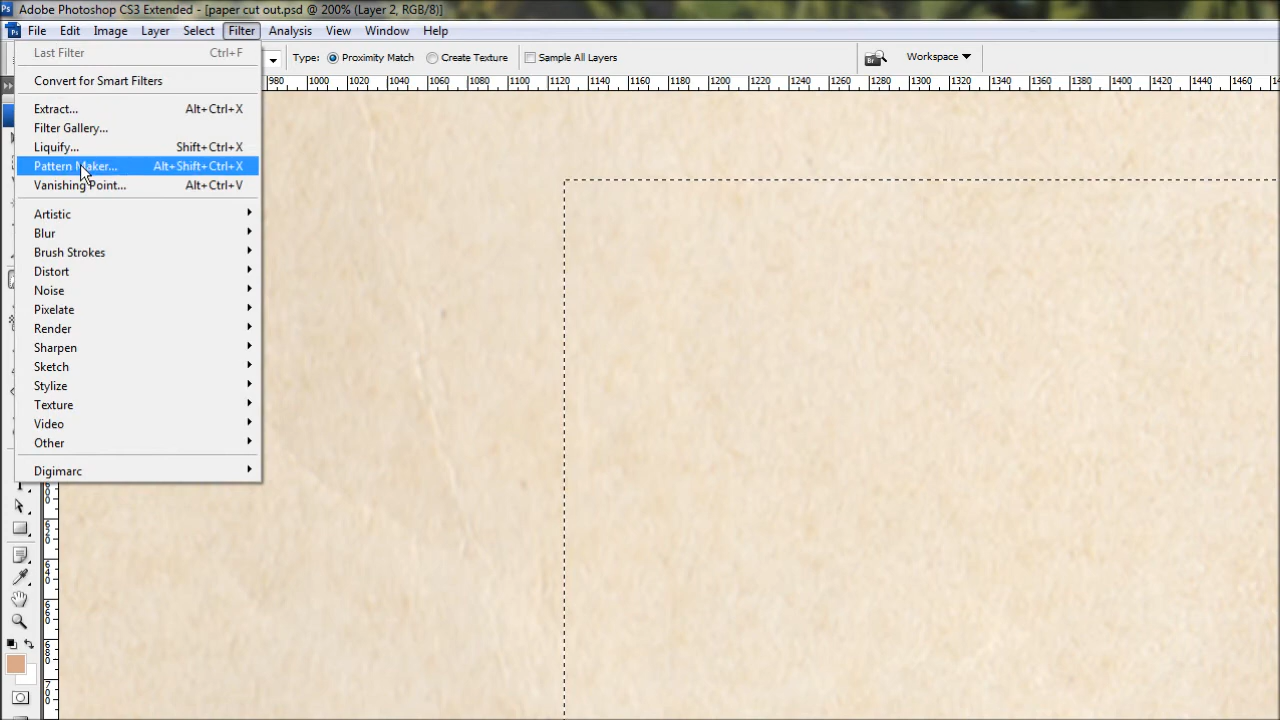 Adobe Photoshop CS3 Extended - [paper cut out.psd @ 200% (Layer 2, RGB/8)]
File Edit Image Layer Select Filter Analysis View Window Help
Type: Proximity Match Create Texture Sample All Layers Workspace
980 1000 1020 1040 1060 1080 1100 1120 1140 1160 1180 1200 1220 1240 1260 1280 1300 1320 1340 1360 1380 1400 1420 1440 1460
Last Filter Ctrl+F
Convert for Smart Filters
Extract... Alt+Ctrl+X
Filter Gallery...
Liquify... Shift+Ctrl+X
Pattern Maker... Alt+Shift+Ctrl+X
Vanishing Point... Alt+Ctrl+V
Artistic
Blur
Brush Strokes
Distort
Noise
Pixelate
Render
Sharpen
Sketch
Stylize
Texture
Video
Other
Digimarc
620
640
660
680
700